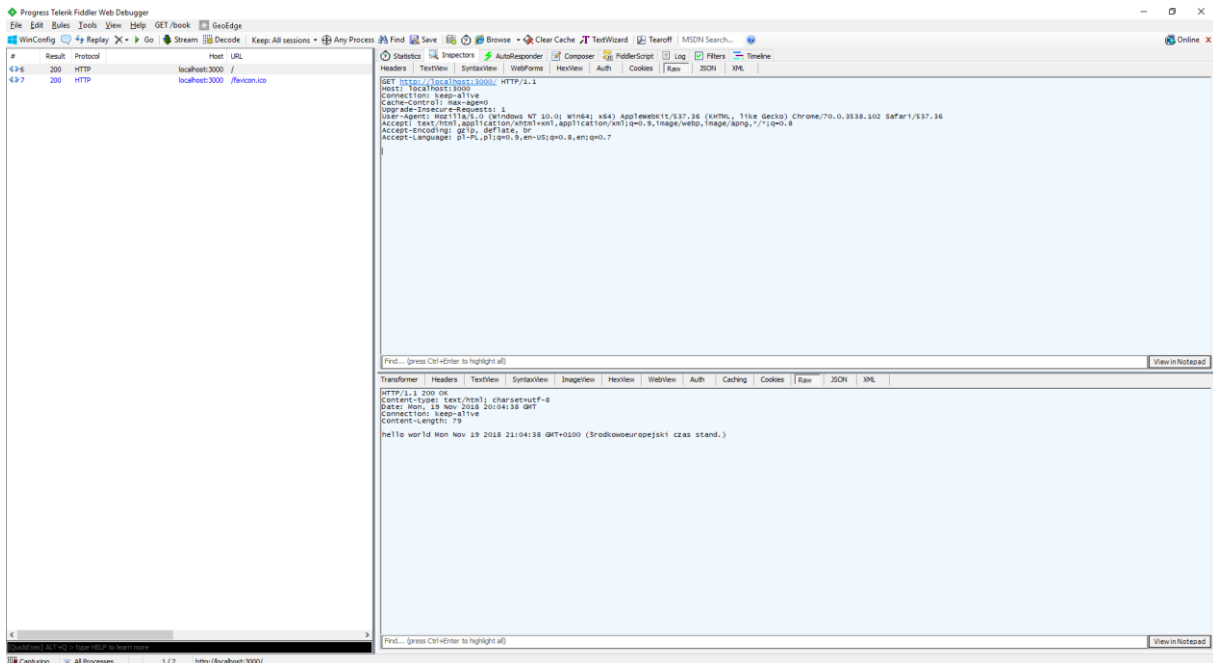 Progress Telerik Fiddler Web Debugger
File Edit Rules Tools View Help GET /book GeoEdge
WinConfig Replay Go Stream Decode Keep: All sessions Any Process Find Save Browse Clear Cache TextWizard Tearoff MSDN Search... Online
# Result Protocol Host URL
6 200 HTTP localhost:3000 /
7 200 HTTP localhost:3000 /favicon.ico
Statistics Inspectors AutoResponder Composer FiddlerScript Log Filters Timeline
Headers TextView SyntaxView WebForms HexView Auth Cookies Raw JSON XML
GET http://localhost:3000/ HTTP/1.1
Host: localhost:3000
Connection: keep-alive
Cache-Control: max-age=0
Upgrade-Insecure-Requests: 1
User-Agent: Mozilla/5.0 (Windows NT 10.0; Win64; x64) AppleWebKit/537.36 (KHTML, like Gecko) Chrome/70.0.3538.102 Safari/537.36
Accept: text/html,application/xhtml+xml,application/xml;q=0.9,image/webp,image/apng,*/*;q=0.8
Accept-Encoding: gzip, deflate, br
Accept-Language: pl-PL,pl;q=0.9,en-US;q=0.8,en;q=0.7
Find... (press Ctrl+Enter to highlight all) View in Notepad
Transformer Headers TextView SyntaxView ImageView HexView WebView Auth Caching Cookies Raw JSON XML
HTTP/1.1 200 OK
Content-type: text/html; charset=utf-8
Date: Mon, 19 Nov 2018 20:04:38 GMT
Connection: keep-alive
Content-Length: 79
hello world Mon Nov 19 2018 21:04:38 GMT+0100 (Środkowoeuropejski czas stand.)
Find... (press Ctrl+Enter to highlight all) View in Notepad
[QuickExec] ALT+Q > type HELP to learn more
Capturing All Processes 1 / 2 http://localhost:3000/